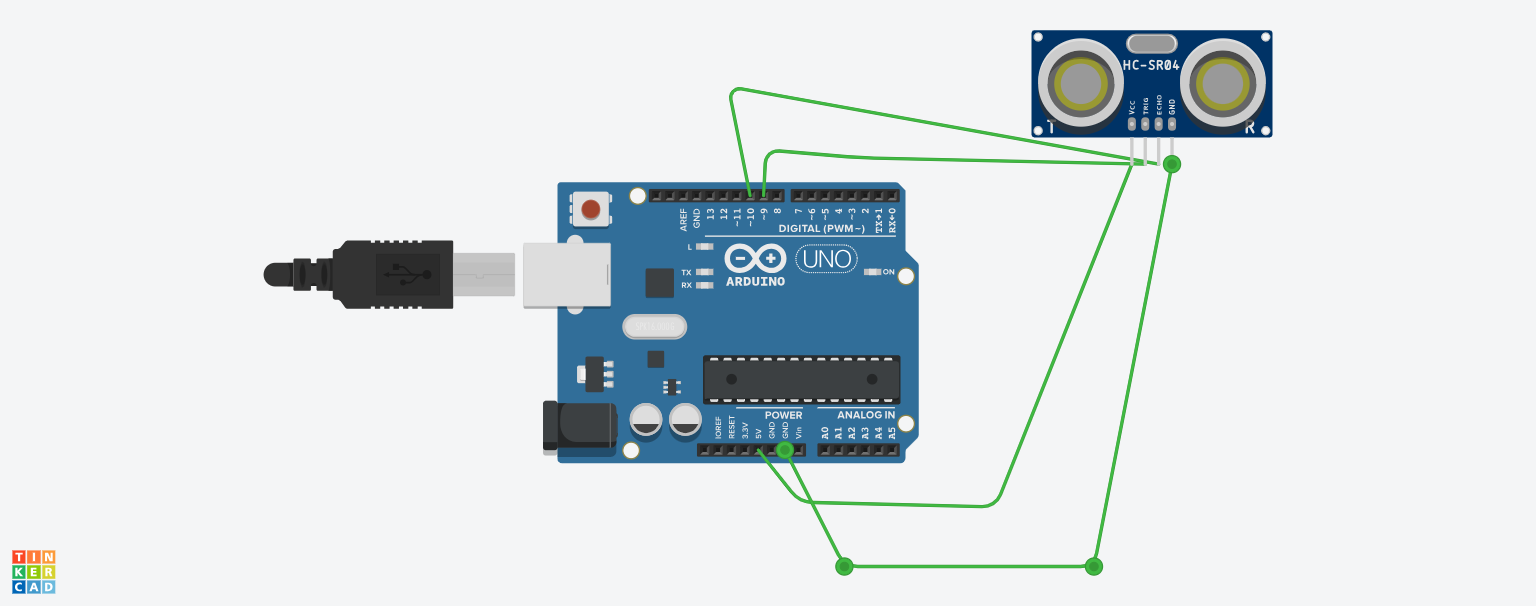 HC-SR04
VCC TRIG ECHO GND
T R
AREF GND 13 12 ~11 ~10 ~9 8 7 ~6 ~5 4 ~3 2 TX→1 RX←0
DIGITAL (PWM~)
L
TX
RX
UNO
ON
ARDUINO
POWER ANALOG IN
IOREF RESET 3.3V 5V GND GND Vin A0 A1 A2 A3 A4 A5
TIN
KER
CAD